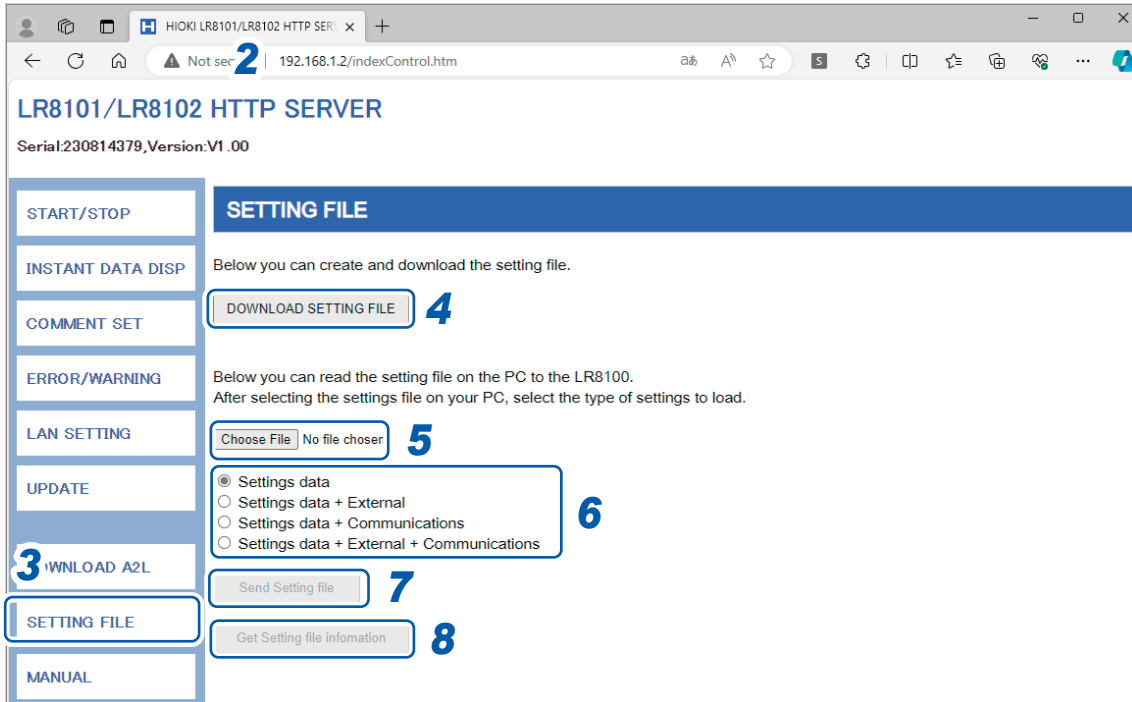 HIOKI LR8101/LR8102 HTTP SER
Not sec 2 192.168.1.2/indexControl.htm
LR8101/LR8102 HTTP SERVER
Serial:230814379,Version:V1.00
START/STOP
INSTANT DATA DISP
COMMENT SET
ERROR/WARNING
LAN SETTING
UPDATE
3 WNLOAD A2L
SETTING FILE
MANUAL
SETTING FILE
Below you can create and download the setting file.
DOWNLOAD SETTING FILE 4
Below you can read the setting file on the PC to the LR8100.
After selecting the settings file on your PC, select the type of settings to load.
Choose File No file chosen 5
Settings data
Settings data + External
Settings data + Communications
Settings data + External + Communications
6
Send Setting file 7
Get Setting file infomation 8